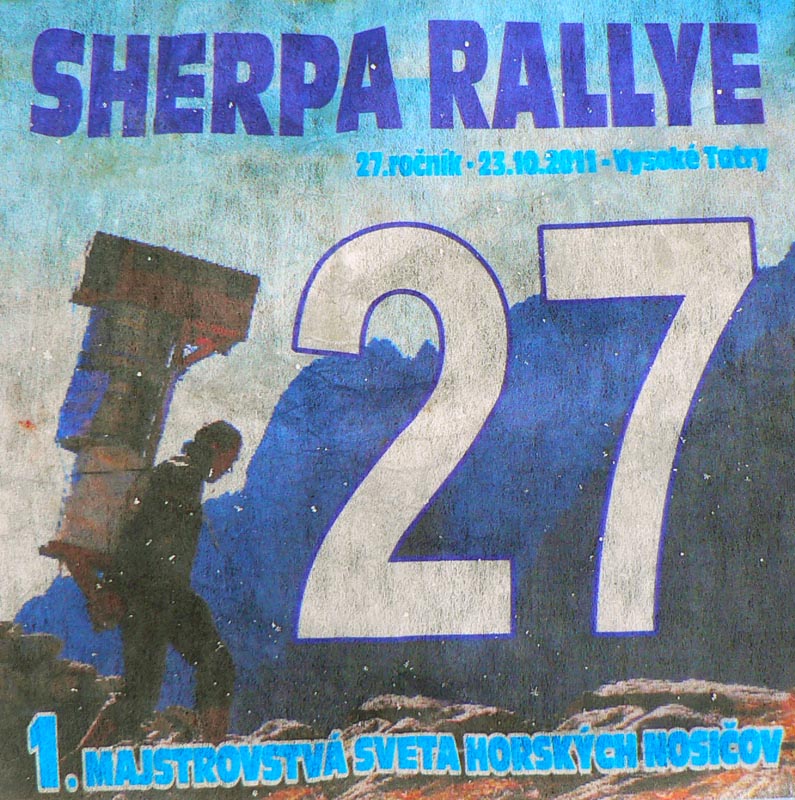 SHERPA RALLYE
27.ročník - 23.10.2011 - Vysoké Tatry
27
1. MAJSTROVSTVÁ SVETA HORSKÝCH NOSIČOV